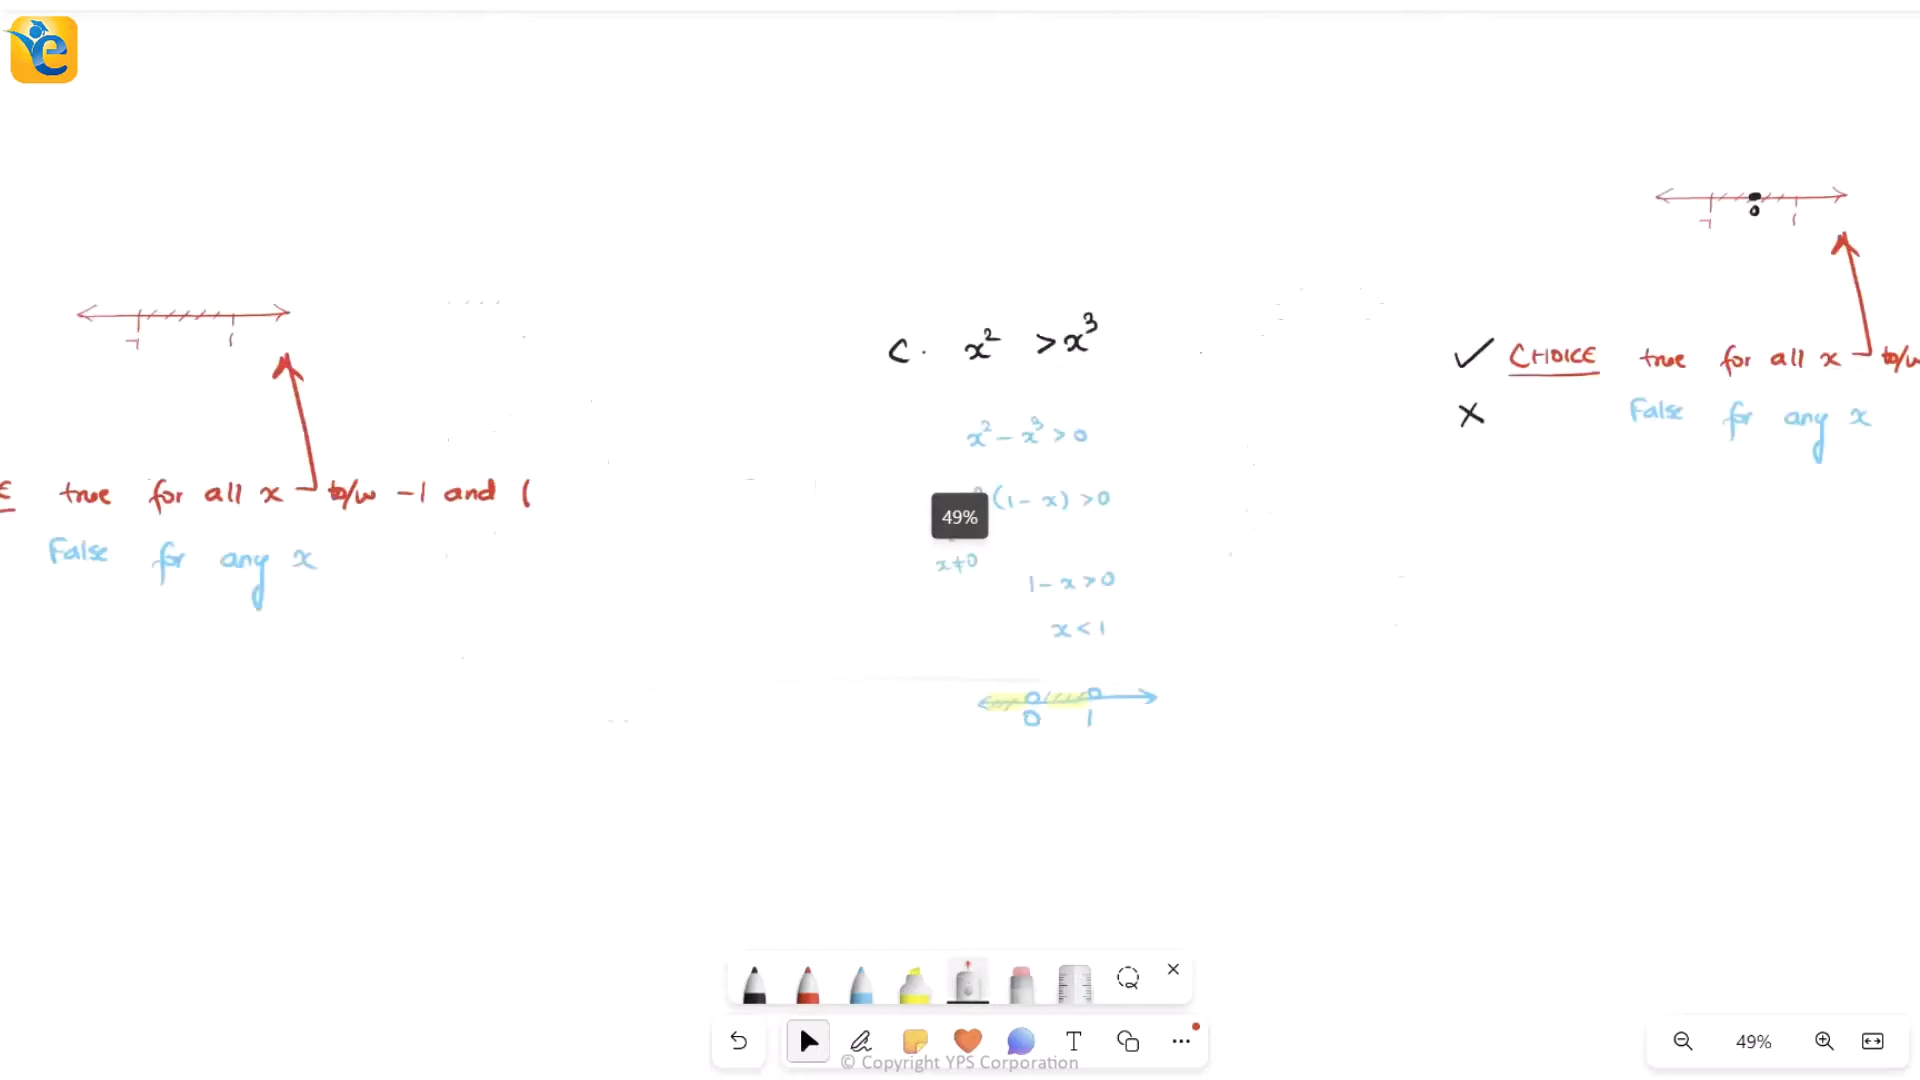 -1 0 1
-1 1
C. x² > x³
✓ CHOICE true for all x b/w
x² - x³ > 0
✗ False for any x
true for all x b/w -1 and 1
(1 - x) > 0
49%
False for any x
x ≠ 0
1 - x > 0
x < 1
0 1
T
49%
© Copyright YPS Corporation